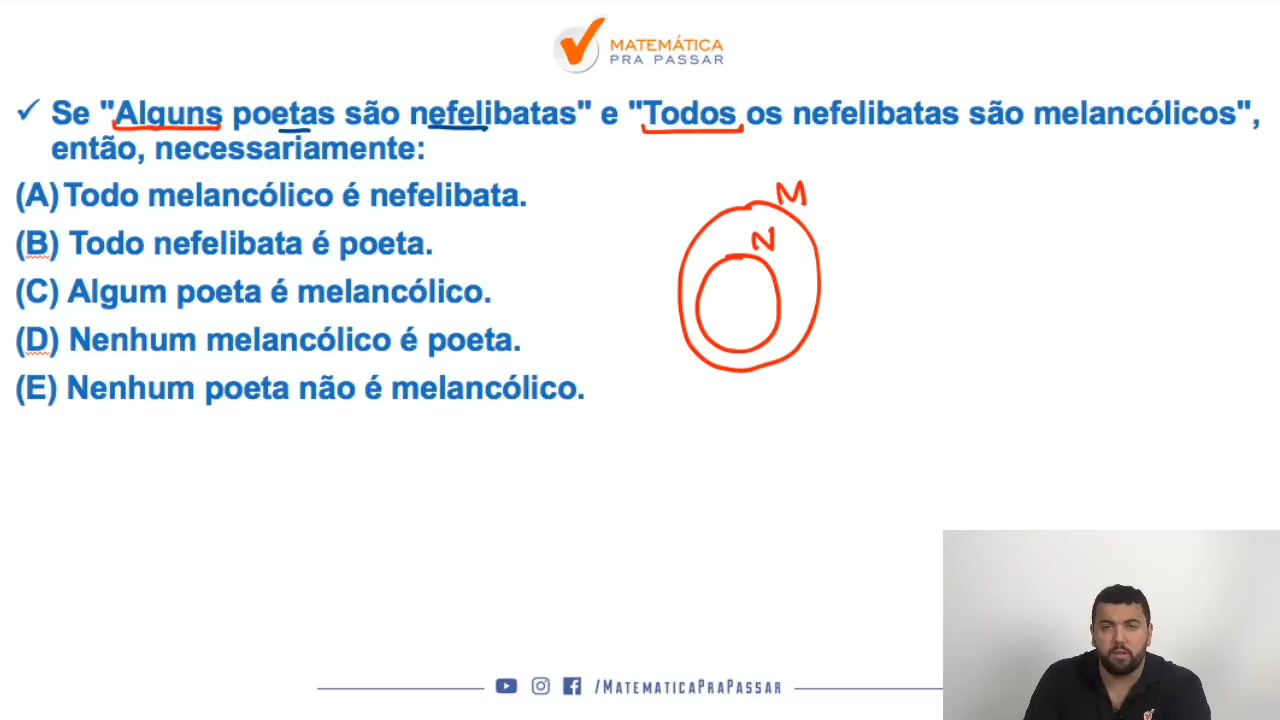 MATEMÁTICA
PRA PASSAR
✓ Se "Alguns poetas são nefelibatas" e "Todos os nefelibatas são melancólicos",
então, necessariamente:
(A) Todo melancólico é nefelibata.
(B) Todo nefelibata é poeta.
(C) Algum poeta é melancólico.
(D) Nenhum melancólico é poeta.
(E) Nenhum poeta não é melancólico.
M
N
/MATEMATICAPRAPASSAR